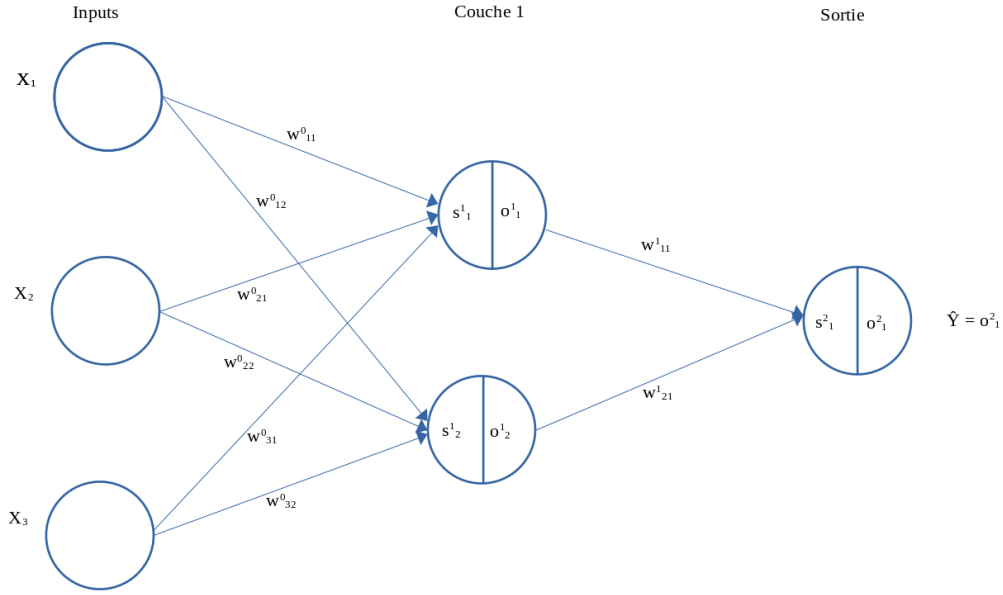 Inputs
Couche 1
Sortie
X₁
w⁰₁₁
w⁰₁₂
s¹₁
o¹₁
w¹₁₁
X₂
w⁰₂₁
w⁰₂₂
s²₁
o²₁
Ŷ = o²₁
w¹₂₁
s¹₂
o¹₂
w⁰₃₁
w⁰₃₂
X₃